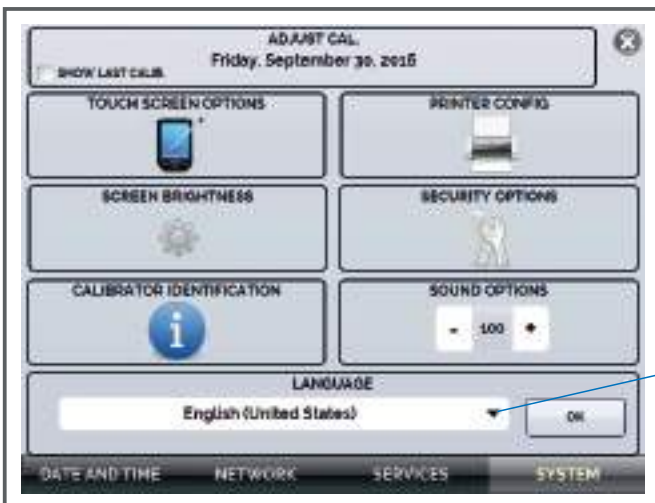 ADJUST CAL.
Friday, September 30, 2016
SHOW LAST CALIB.
TOUCH SCREEN OPTIONS
PRINTER CONFIG
SCREEN BRIGHTNESS
SECURITY OPTIONS
CALIBRATOR IDENTIFICATION
SOUND OPTIONS
- 100 +
LANGUAGE
English (United States)
OK
DATE AND TIME NETWORK SERVICES SYSTEM